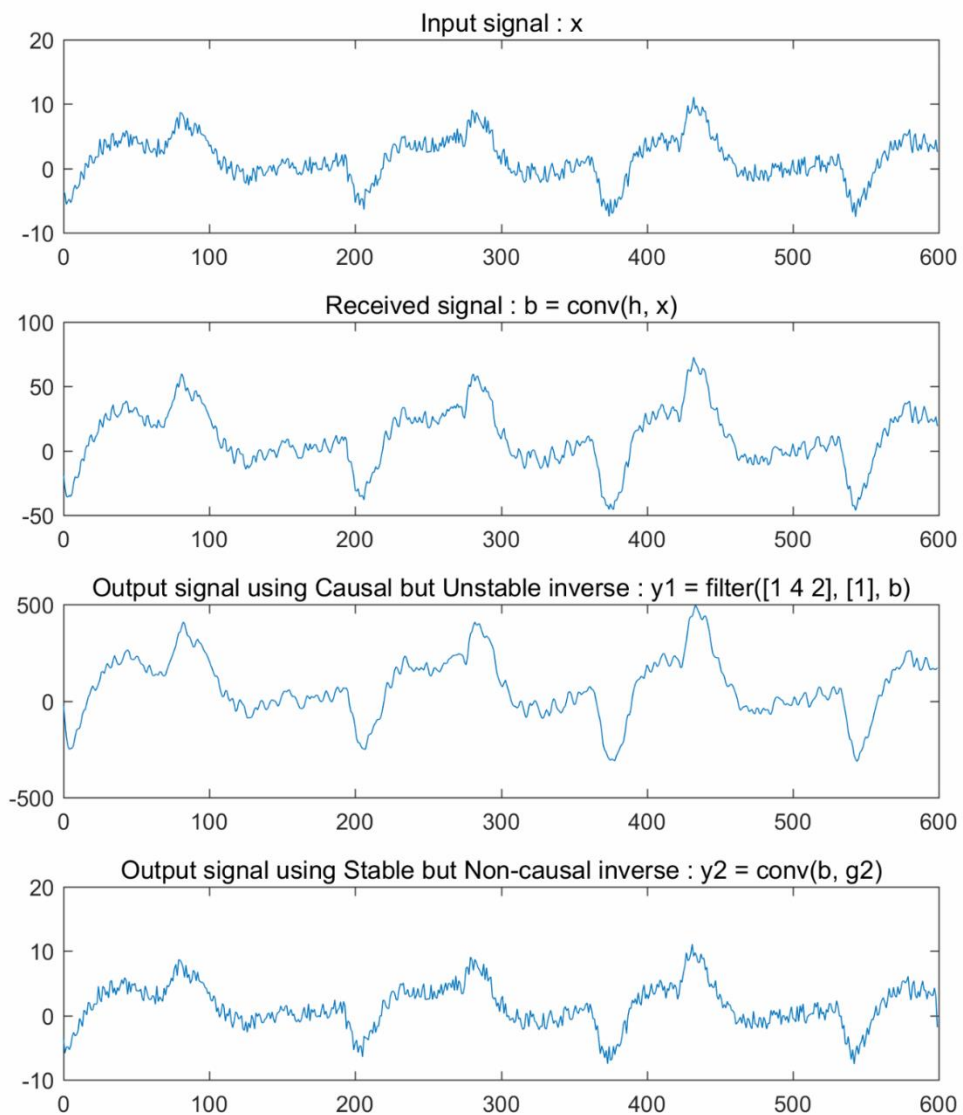 Input signal : x
20
10
0
-10
0 100 200 300 400 500 600
Received signal : b = conv(h, x)
100
50
0
-50
0 100 200 300 400 500 600
Output signal using Causal but Unstable inverse : y1 = filter([1 4 2], [1], b)
500
0
-500
0 100 200 300 400 500 600
Output signal using Stable but Non-causal inverse : y2 = conv(b, g2)
20
10
0
-10
0 100 200 300 400 500 600